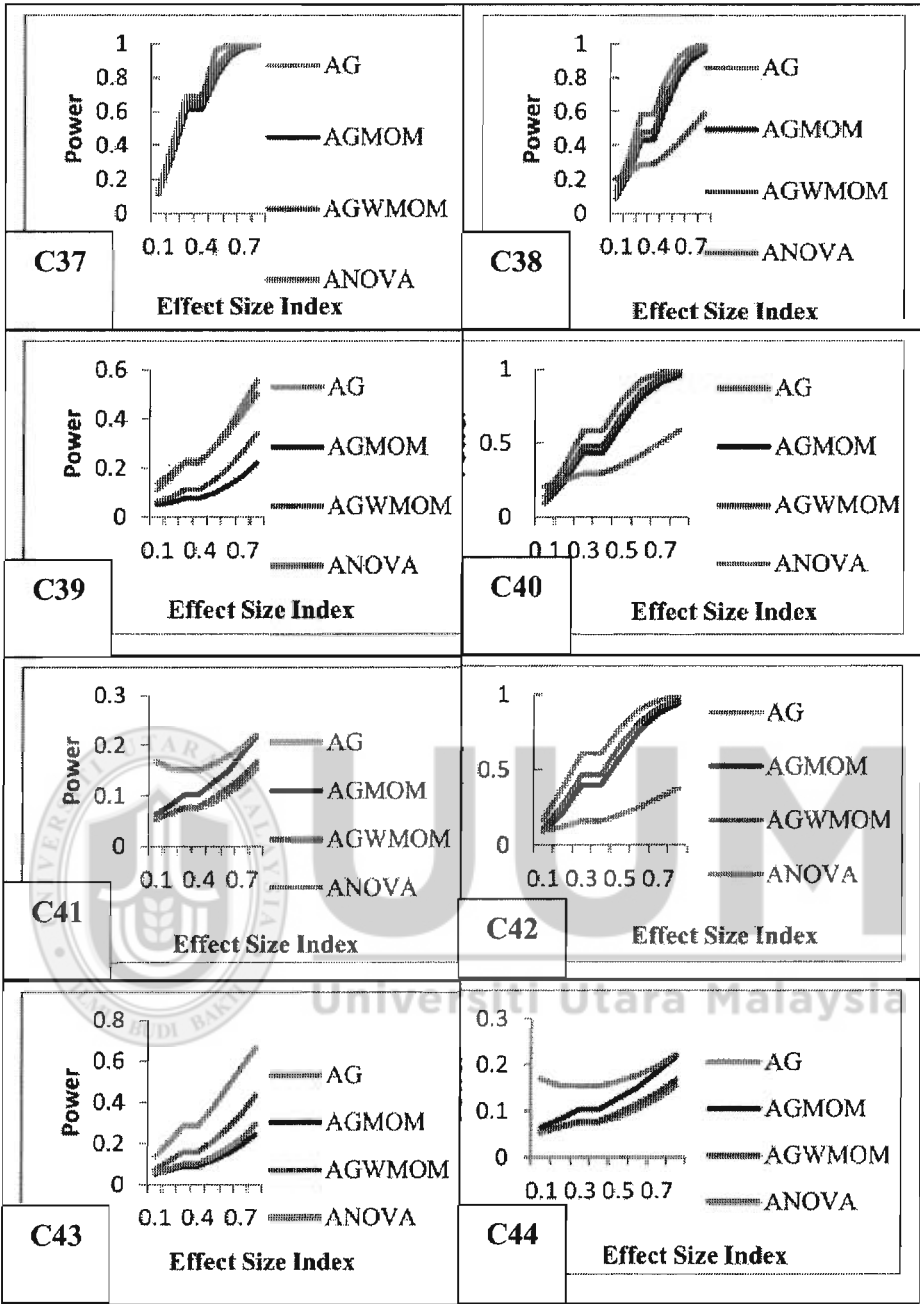 1
0.8
0.6
0.4
0.2
0
Power
0.1 0.4 0.7
Effect Size Index
AG
AGMOM
AGWMOM
ANOVA
C37
1
0.8
0.6
0.4
0.2
0
Power
0.1 0.4 0.7
Effect Size Index
AG
AGMOM
AGWMOM
ANOVA
C38
0.6
0.4
0.2
0
Power
0.1 0.4 0.7
Effect Size Index
AG
AGMOM
AGWMOM
ANOVA
C39
1
0.5
0
0.1 0.3 0.5 0.7
Effect Size Index
AG
AGMOM
AGWMOM
ANOVA
C40
0.3
0.2
0.1
0
Power
0.1 0.4 0.7
Effect Size Index
AG
AGMOM
AGWMOM
ANOVA
C41
1
0.5
0
0.1 0.3 0.5 0.7
Effect Size Index
AG
AGMOM
AGWMOM
ANOVA
C42
0.8
0.6
0.4
0.2
0
Power
0.1 0.4 0.7
Effect Size Index
AG
AGMOM
AGWMOM
ANOVA
C43
0.3
0.2
0.1
0
0.1 0.3 0.5 0.7
Effect Size Index
AG
AGMOM
AGWMOM
ANOVA
C44
UUM
Universiti Utara Malaysia
UNIVERSITI UTARA MALAYSIA
BUDI BAKTI